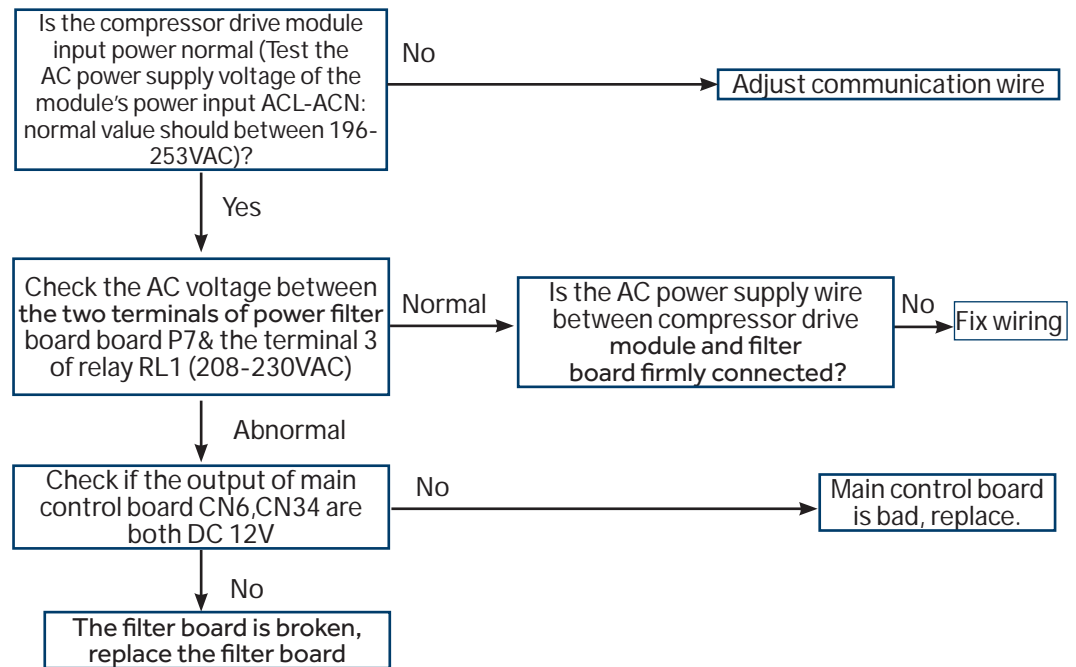 Is the compressor drive module
input power normal (Test the
AC power supply voltage of the
module's power input ACL-ACN:
normal value should between 196-
253VAC)?
No
Adjust communication wire
Yes
Check the AC voltage between
the two terminals of power filter
board board P7& the terminal 3
of relay RL1 (208-230VAC)
Normal
Is the AC power supply wire
between compressor drive
module and filter
board firmly connected?
No
Fix wiring
Abnormal
Check if the output of main
control board CN6,CN34 are
both DC 12V
No
Main control board
is bad, replace.
No
The filter board is broken,
replace the filter board